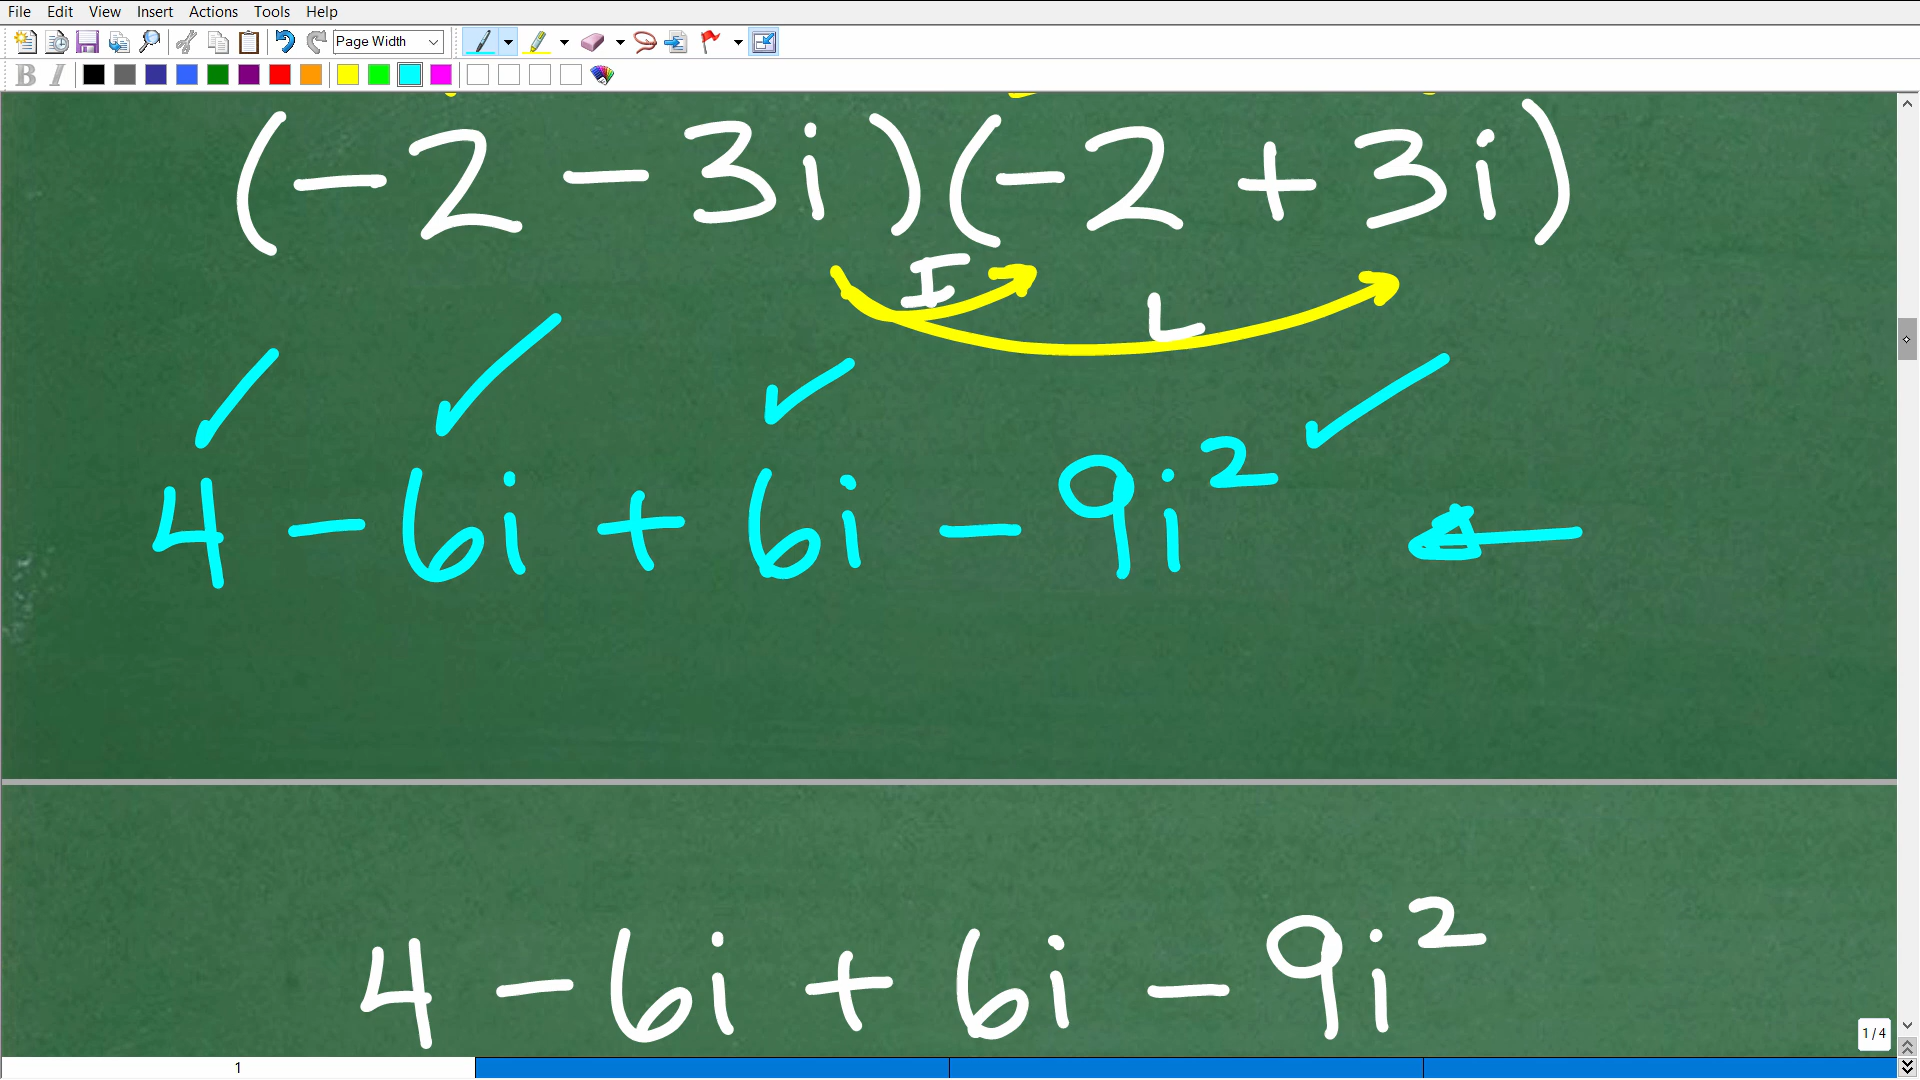 File Edit View Insert Actions Tools Help
Page Width
B I
(-2 - 3i)(-2 + 3i)
I
L
4 - 6i + 6i - 9i²
4 - 6i + 6i - 9i²
1 / 4
1